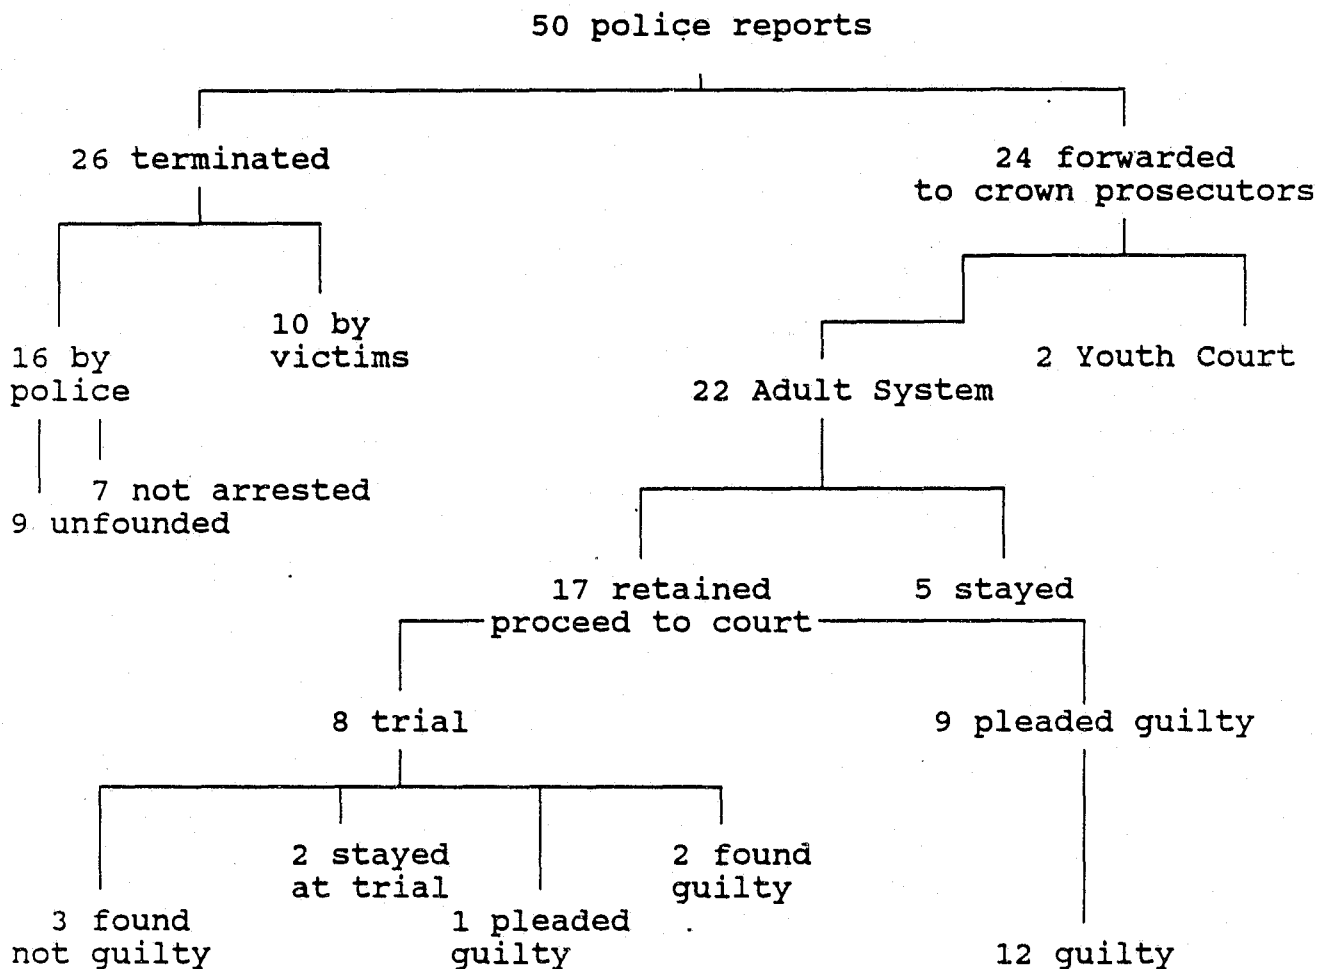 50 police reports
26 terminated
24 forwarded
to crown prosecutors
10 by
victims
16 by
police
2 Youth Court
22 Adult System
7 not arrested
9 unfounded
17 retained
proceed to court
5 stayed
8 trial
9 pleaded guilty
2 stayed
at trial
2 found
guilty
3 found
not guilty
1 pleaded
guilty
12 guilty